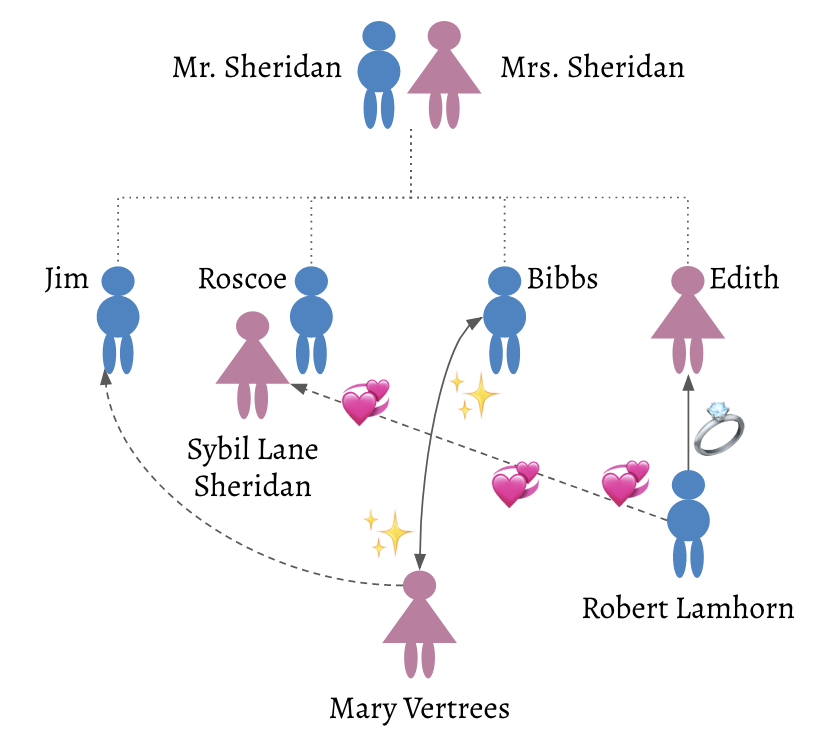 Mr. Sheridan
Mrs. Sheridan
Jim
Roscoe
Bibbs
Edith
Sybil Lane
Sheridan
Robert Lamhorn
Mary Vertrees